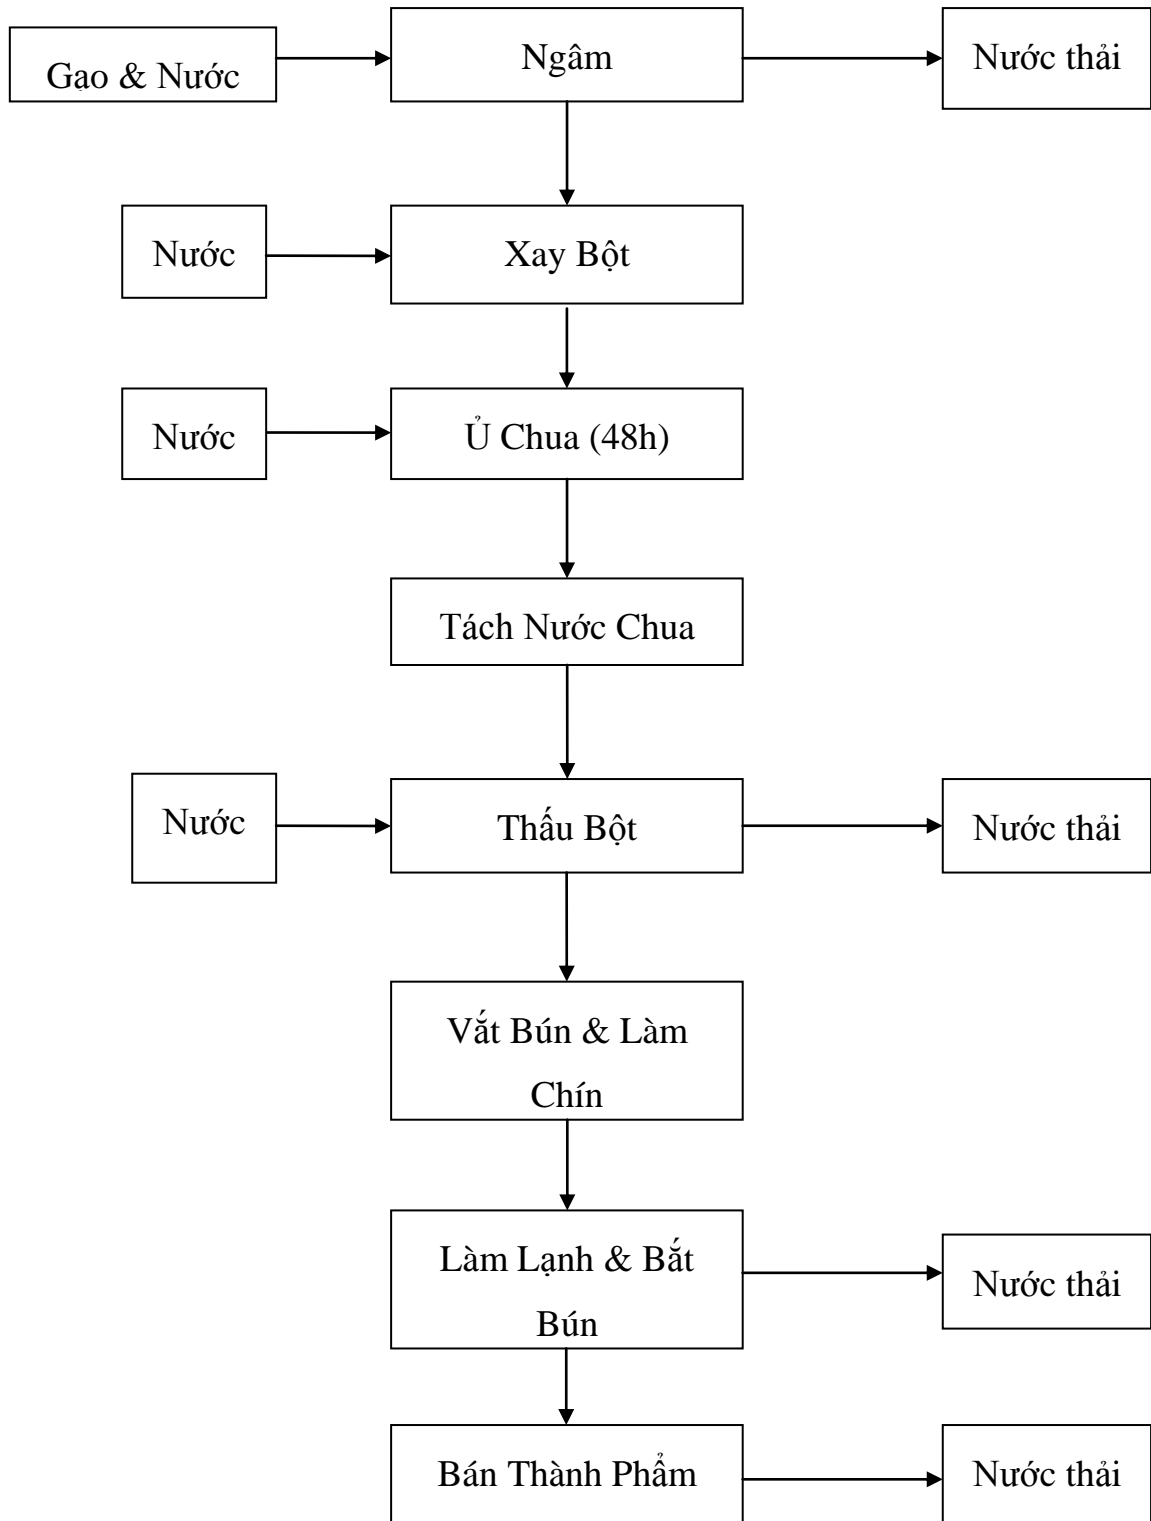 Gạo & Nước
Ngâm
Nước thải
Nước
Xay Bột
Nước
Ủ Chua (48h)
Tách Nước Chua
Nước
Thấu Bột
Nước thải
Vắt Bún & Làm
Chín
Làm Lạnh & Bắt
Bún
Nước thải
Bán Thành Phẩm
Nước thải